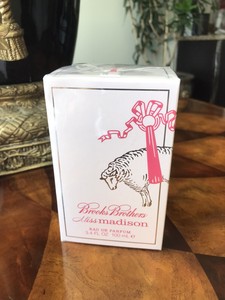 Brooks Brothers
Miss madison
EAU DE PARFUM
3.4 FL OZ 100 mL ℮